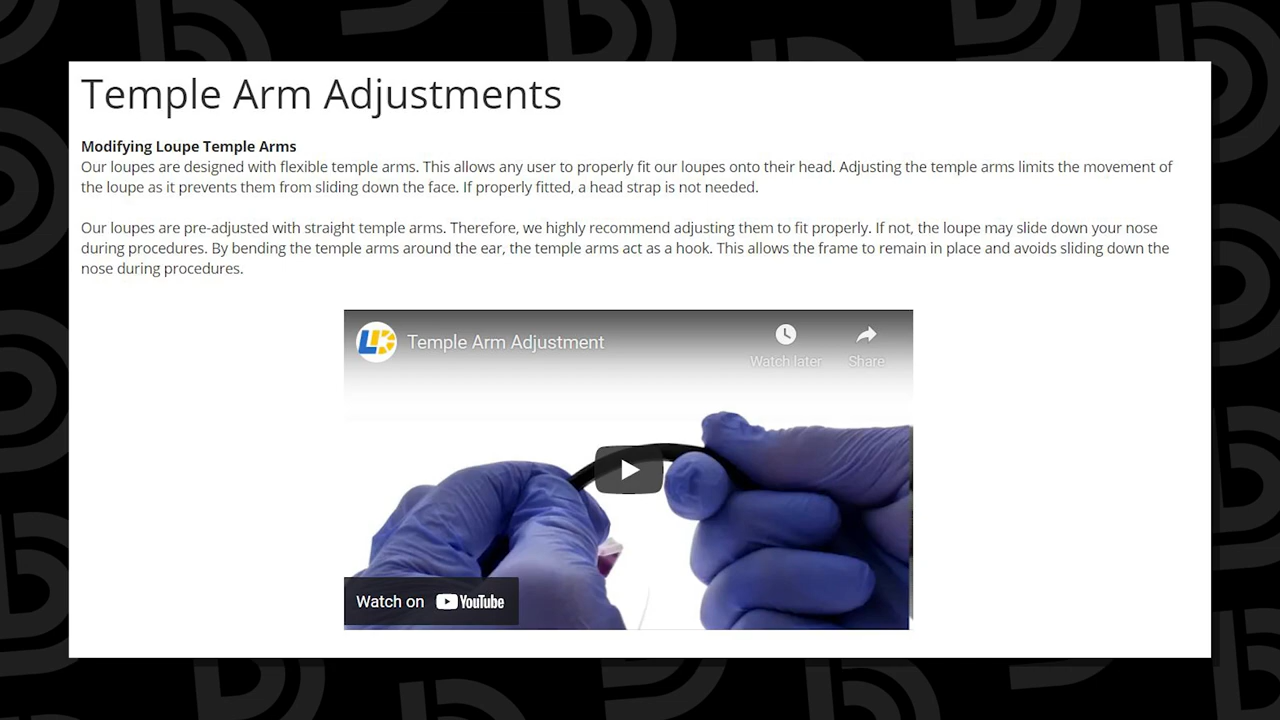 Temple Arm Adjustments
Modifying Loupe Temple Arms
Our loupes are designed with flexible temple arms. This allows any user to properly fit our loupes onto their head. Adjusting the temple arms limits the movement of
the loupe as it prevents them from sliding down the face. If properly fitted, a head strap is not needed.
Our loupes are pre-adjusted with straight temple arms. Therefore, we highly recommend adjusting them to fit properly. If not, the loupe may slide down your nose
during procedures. By bending the temple arms around the ear, the temple arms act as a hook. This allows the frame to remain in place and avoids sliding down the
nose during procedures.
Temple Arm Adjustment
Watch later
Share
Watch on YouTube